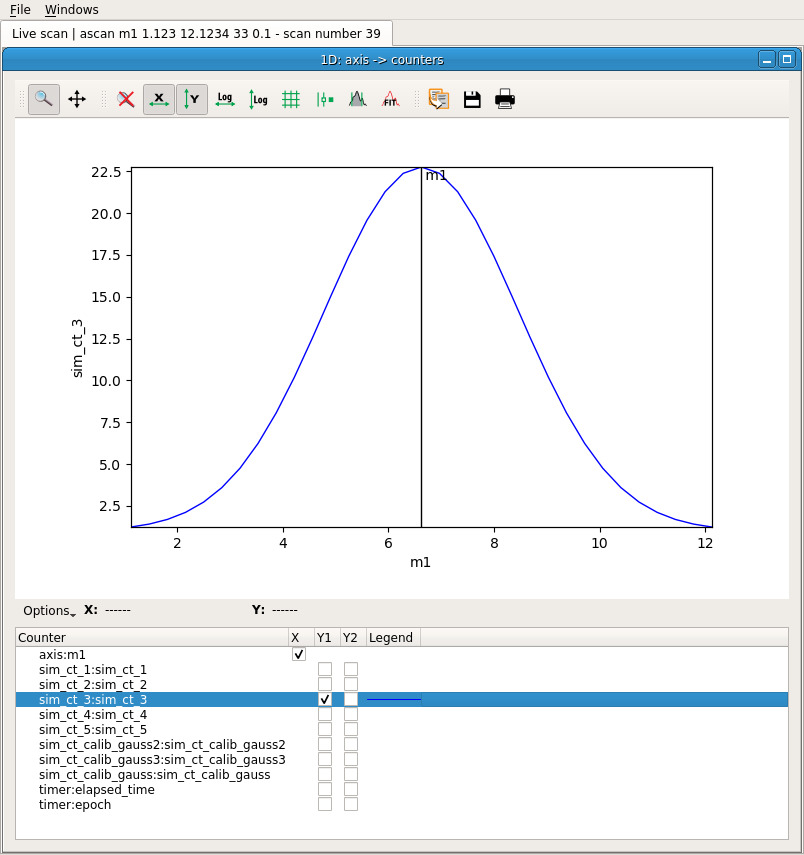 File Windows
Live scan | ascan m1 1.123 12.1234 33 0.1 - scan number 39
1D: axis -> counters
X Y Log Log FIT
22.5
m1
20.0
17.5
15.0
12.5
10.0
7.5
5.0
2.5
sim_ct_3
2 4 6 8 10 12
m1
Options X: ------ Y: ------
Counter X Y1 Y2 Legend
axis:m1
sim_ct_1:sim_ct_1
sim_ct_2:sim_ct_2
sim_ct_3:sim_ct_3
sim_ct_4:sim_ct_4
sim_ct_5:sim_ct_5
sim_ct_calib_gauss2:sim_ct_calib_gauss2
sim_ct_calib_gauss3:sim_ct_calib_gauss3
sim_ct_calib_gauss:sim_ct_calib_gauss
timer:elapsed_time
timer:epoch